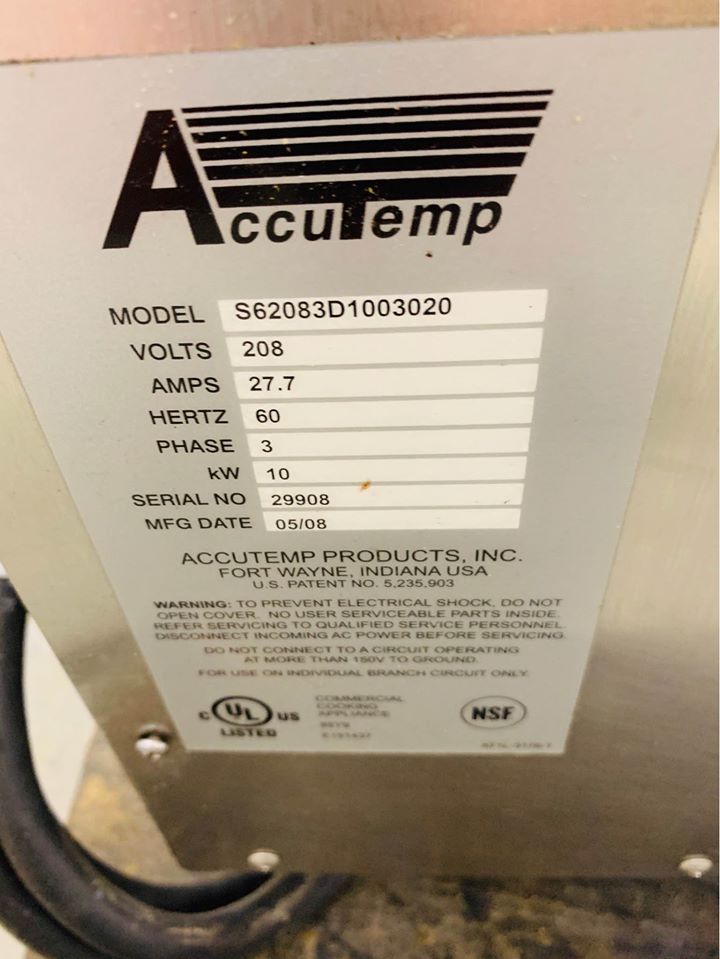 AccuTemp
MODEL S62083D1003020
VOLTS 208
AMPS 27.7
HERTZ 60
PHASE 3
kW 10
SERIAL NO 29908
MFG DATE 05/08
ACCUTEMP PRODUCTS, INC.
FORT WAYNE, INDIANA USA
U.S. PATENT NO. 5,235,903
WARNING: TO PREVENT ELECTRICAL SHOCK, DO NOT
OPEN COVER. NO USER SERVICEABLE PARTS INSIDE.
REFER SERVICING TO QUALIFIED SERVICE PERSONNEL.
DISCONNECT INCOMING AC POWER BEFORE SERVICING.
DO NOT CONNECT TO A CIRCUIT OPERATING
AT MORE THAN 150V TO GROUND.
FOR USE ON INDIVIDUAL BRANCH CIRCUIT ONLY.
C UL US
LISTED
COMMERCIAL
COOKING
APPLIANCE
NSF